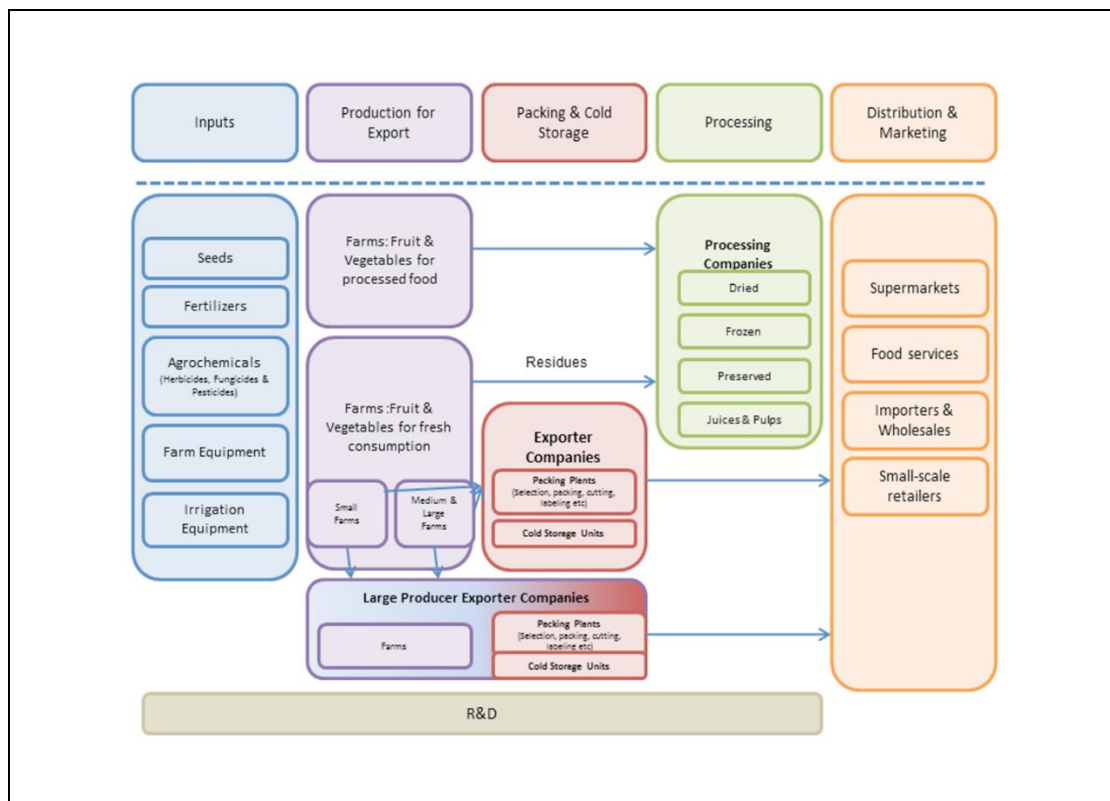 Inputs
Production for
Export
Packing & Cold
Storage
Processing
Distribution &
Marketing
Seeds
Fertilizers
Agrochemicals
(Herbicides, Fungicides &
Pesticides)
Farm Equipment
Irrigation
Equipment
Farms: Fruit &
Vegetables for
processed food
Residues
Farms :Fruit &
Vegetables for fresh
consumption
Small
Farms
Medium &
Large
Farms
Exporter
Companies
Packing Plants
(Selection, packing, cutting,
labeling etc)
Cold Storage Units
Processing
Companies
Dried
Frozen
Preserved
Juices & Pulps
Supermarkets
Food services
Importers &
Wholesales
Small-scale
retailers
Large Producer Exporter Companies
Farms
Packing Plants
(Selection, packing, cutting,
labeling etc)
Cold Storage Units
R&D